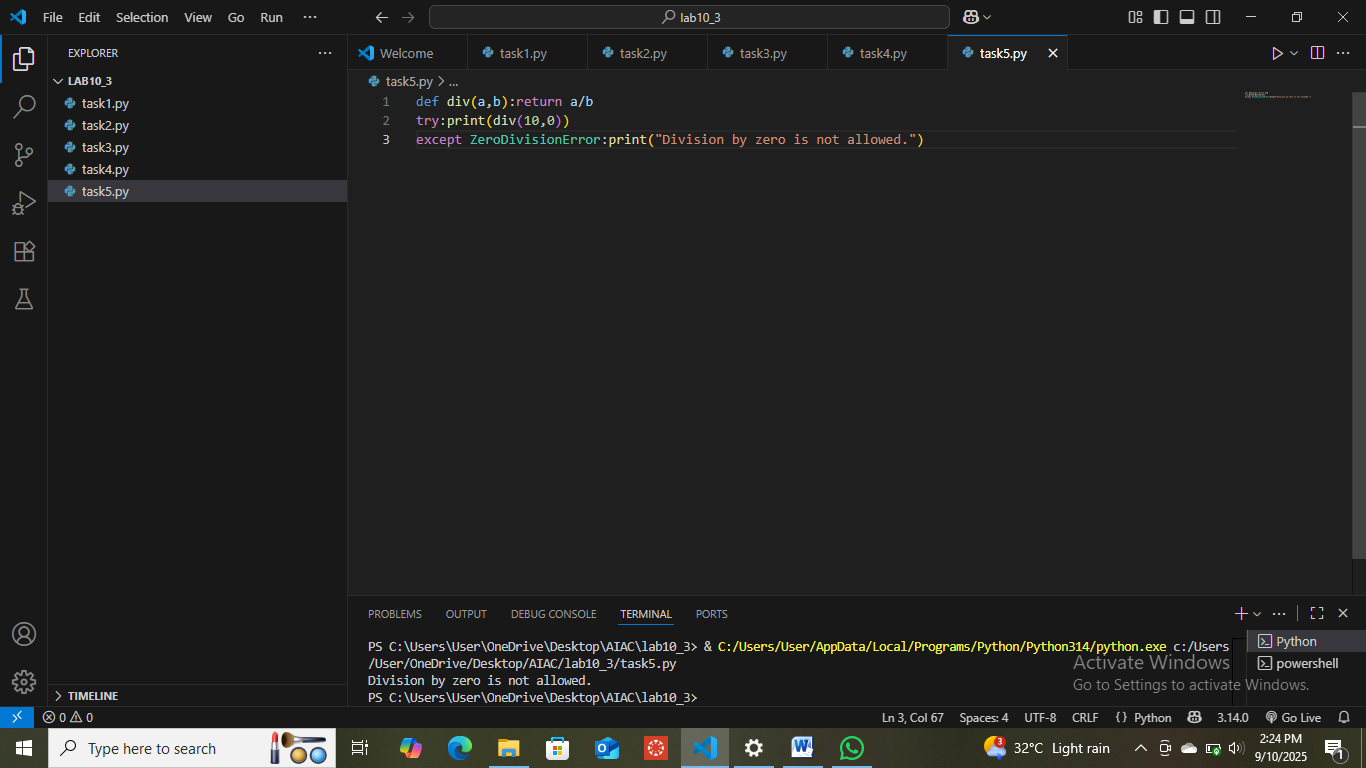 File Edit Selection View Go Run ··· lab10_3
EXPLORER ···
LAB10_3
task1.py
task2.py
task3.py
task4.py
task5.py
TIMELINE
Welcome task1.py task2.py task3.py task4.py task5.py
task5.py > ...
1 def div(a,b):return a/b
2 try:print(div(10,0))
3 except ZeroDivisionError:print("Division by zero is not allowed.")
PROBLEMS OUTPUT DEBUG CONSOLE TERMINAL PORTS
PS C:\Users\User\OneDrive\Desktop\AIAC\lab10_3> & C:/Users/User/AppData/Local/Programs/Python/Python314/python.exe c:/Users
/User/OneDrive/Desktop/AIAC/lab10_3/task5.py
Division by zero is not allowed.
PS C:\Users\User\OneDrive\Desktop\AIAC\lab10_3>
Python
powershell
Activate Windows
Go to Settings to activate Windows.
0 0 Ln 3, Col 67 Spaces: 4 UTF-8 CRLF {} Python 3.14.0 Go Live
Type here to search 3 32°C Light rain 2:24 PM 1
9/10/2025